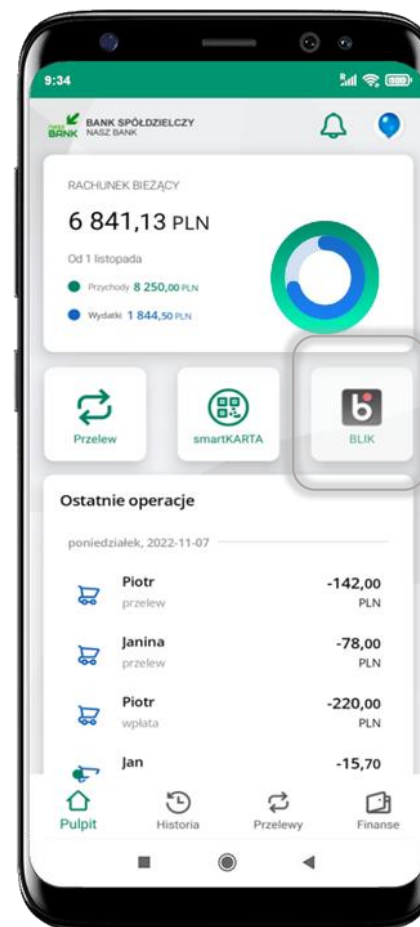 9:34
NASZ BANK
BANK SPÓŁDZIELCZY
NASZ BANK
RACHUNEK BIEŻĄCY
6 841,13 PLN
Od 1 listopada
Przychody 8 250,00 PLN
Wydatki 1 844,50 PLN
Przelew
smartKARTA
BLIK
Ostatnie operacje
poniedziałek, 2022-11-07
Piotr -142,00
przelew PLN
Janina -78,00
przelew PLN
Piotr -220,00
wpłata PLN
Jan -15,70
Pulpit Historia Przelewy Finanse